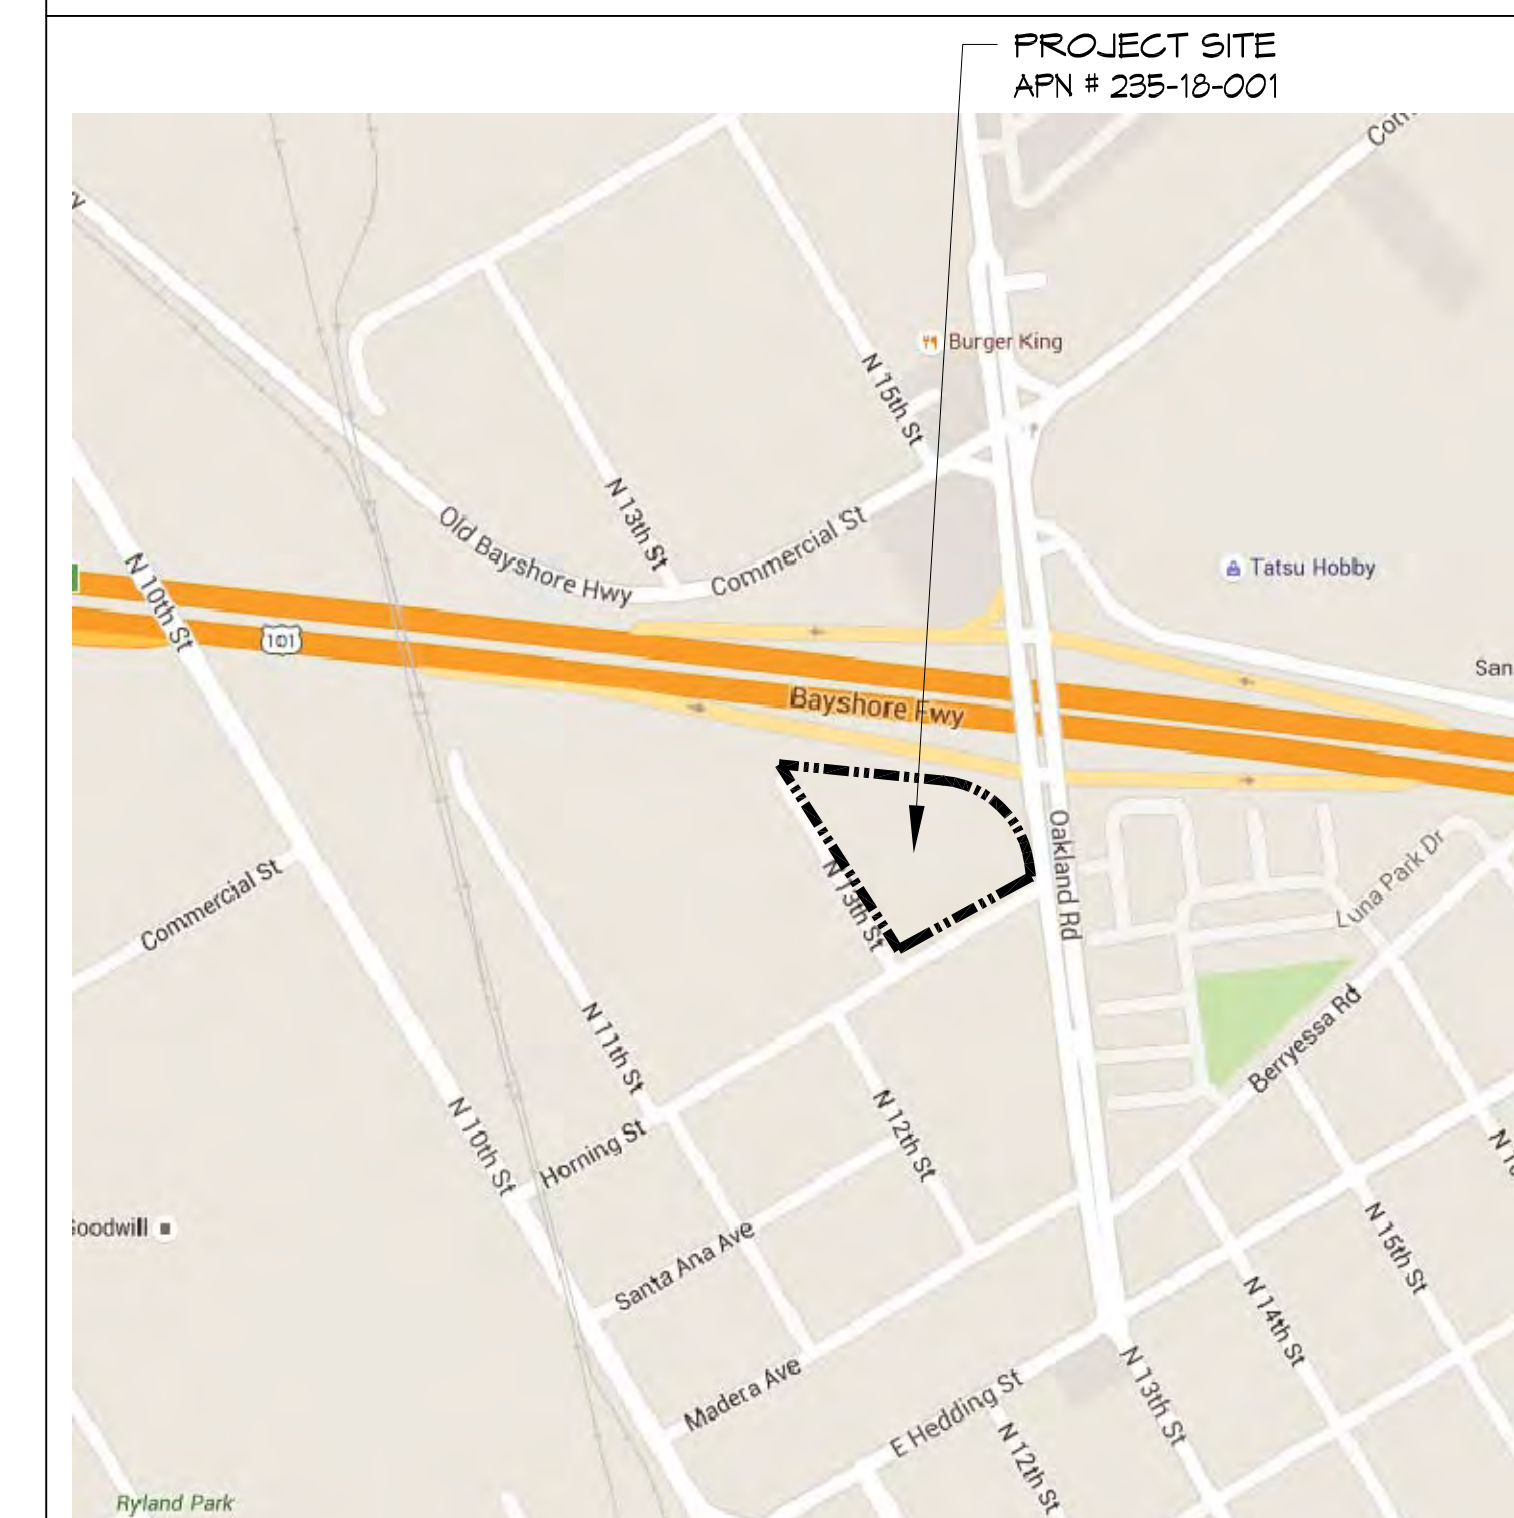 PROJECT SITE
APN # 235-18-001
Burger King
N 15th St
N 13th St
Old Bayshore Hwy
Commercial St
Tatsu Hobby
N 10th St
101
San
Bayshore Fwy
Oakland Rd
Luna Park Dr
N 13th St
Commercial St
Berryessa Rd
N 11th St
N 12th St
N 10th St
Horning St
Santa Ana Ave
N 15th St
N 14th St
Madera Ave
N 13th St
E Hedding St
N 12th St
Ryland Park